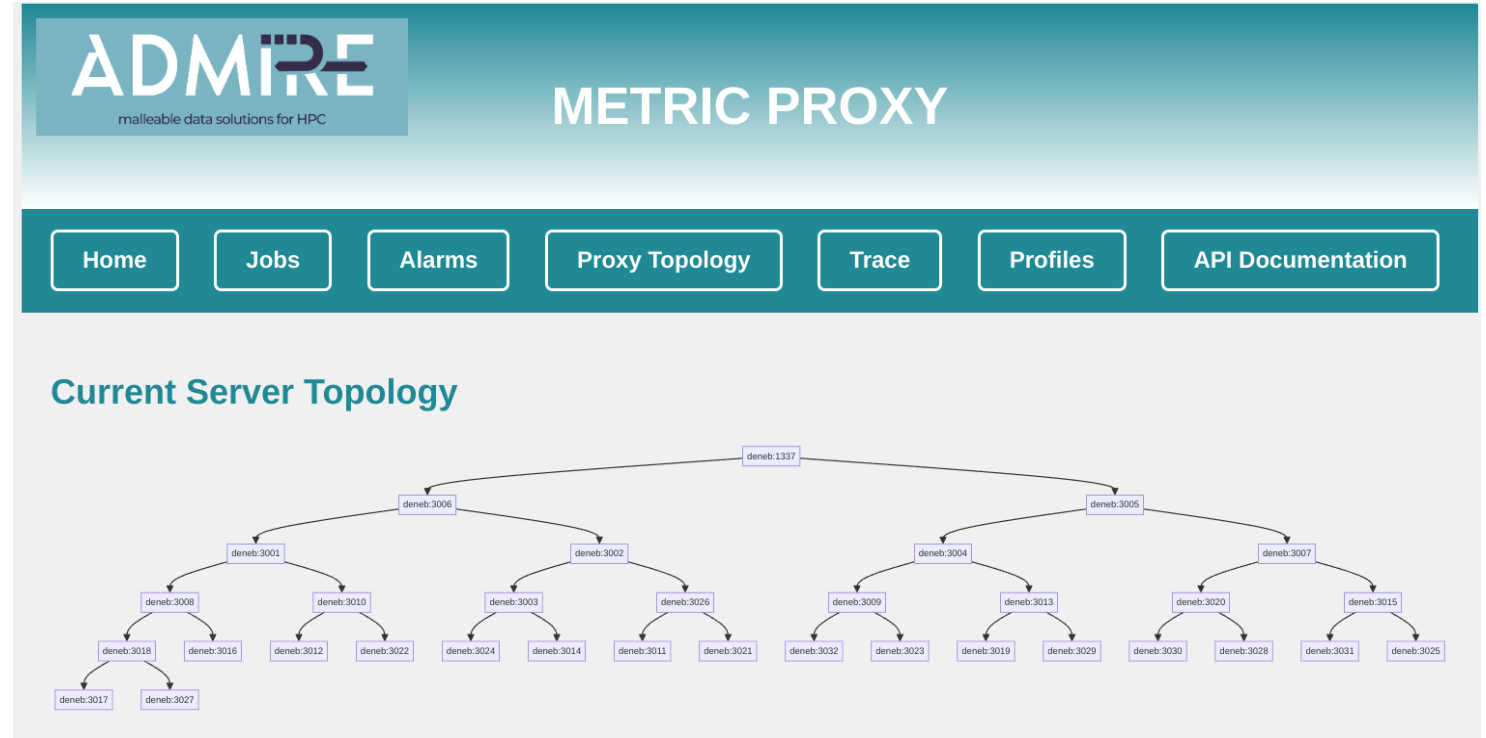 ADMIRE
malleable data solutions for HPC
METRIC PROXY
Home Jobs Alarms Proxy Topology Trace Profiles API Documentation
Current Server Topology
deneb:1337
deneb:3006 deneb:3005
deneb:3001 deneb:3002 deneb:3004 deneb:3007
deneb:3008 deneb:3010 deneb:3003 deneb:3026 deneb:3009 deneb:3013 deneb:3020 deneb:3015
deneb:3018 deneb:3016 deneb:3012 deneb:3022 deneb:3024 deneb:3014 deneb:3011 deneb:3021 deneb:3032 deneb:3023 deneb:3019 deneb:3029 deneb:3030 deneb:3028 deneb:3031 deneb:3025
deneb:3017 deneb:3027